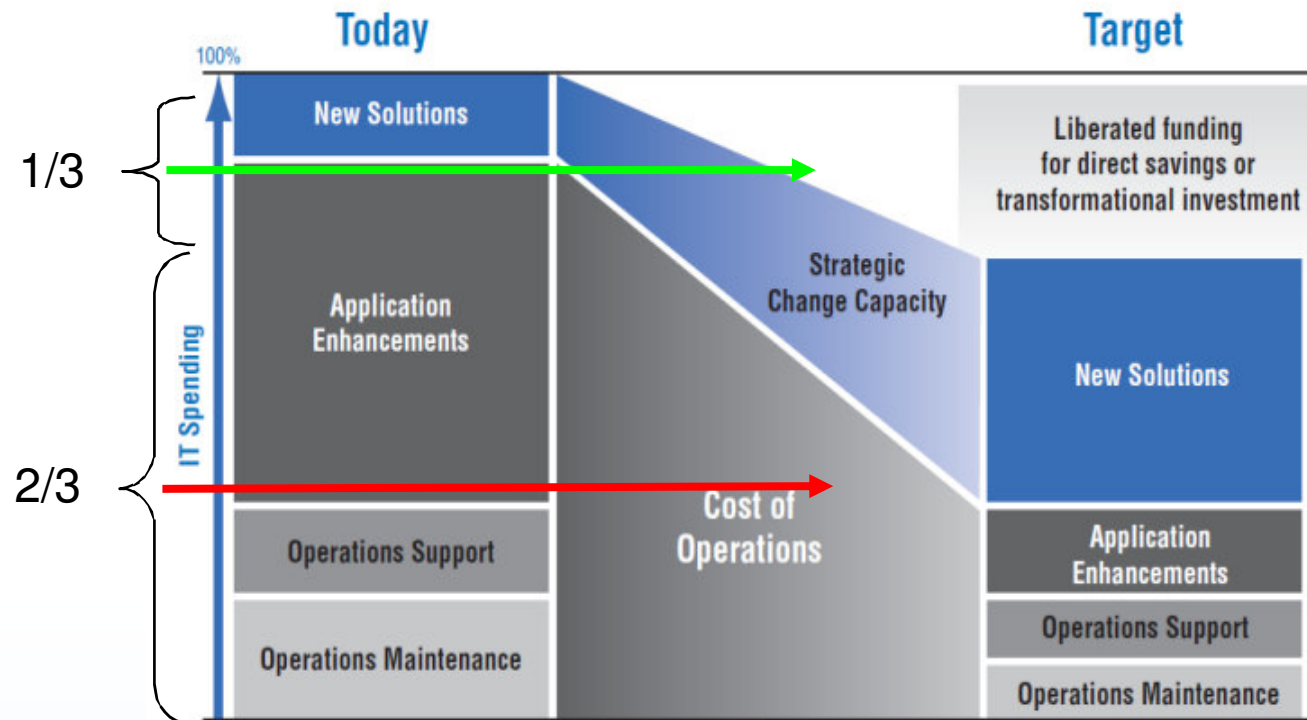 Today
Target
100%
1/3
2/3
IT Spending
New Solutions
Application
Enhancements
Operations Support
Operations Maintenance
Strategic
Change Capacity
Cost of
Operations
Liberated funding
for direct savings or
transformational investment
New Solutions
Application
Enhancements
Operations Support
Operations Maintenance